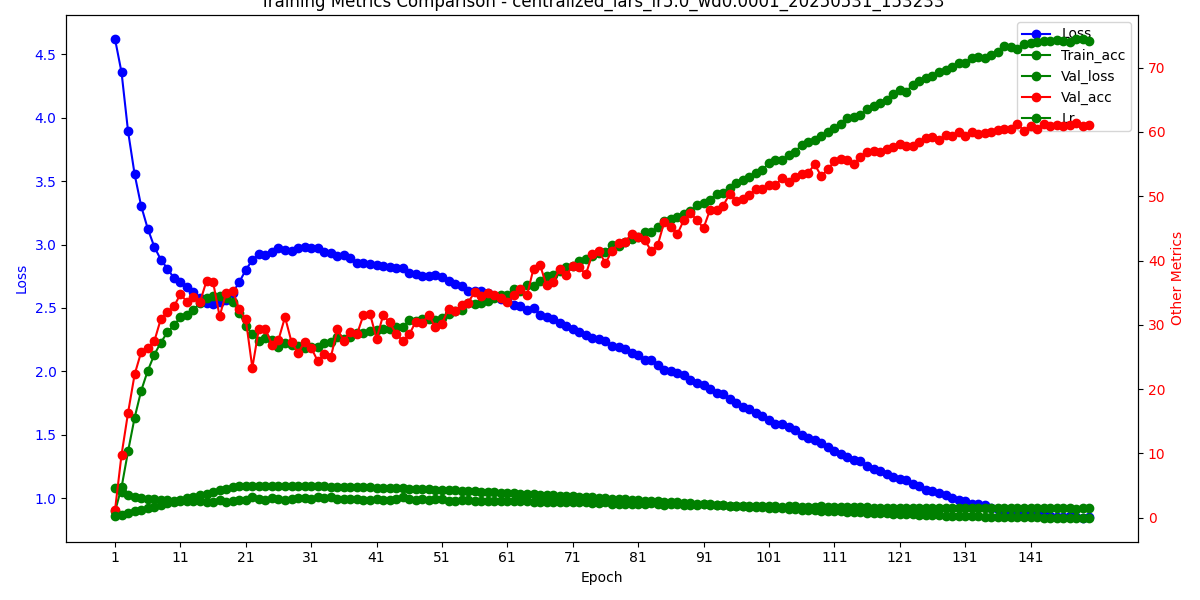 Training Metrics Comparison - centralized_lars_lr5.0_wd0.0001_20250531_153233
Loss
Train_acc
Val_loss
Val_acc
Lr
4.5
4.0
3.5
3.0
2.5
2.0
1.5
1.0
Loss
70
60
50
40
30
20
10
0
Other Metrics
1 11 21 31 41 51 61 71 81 91 101 111 121 131 141
Epoch